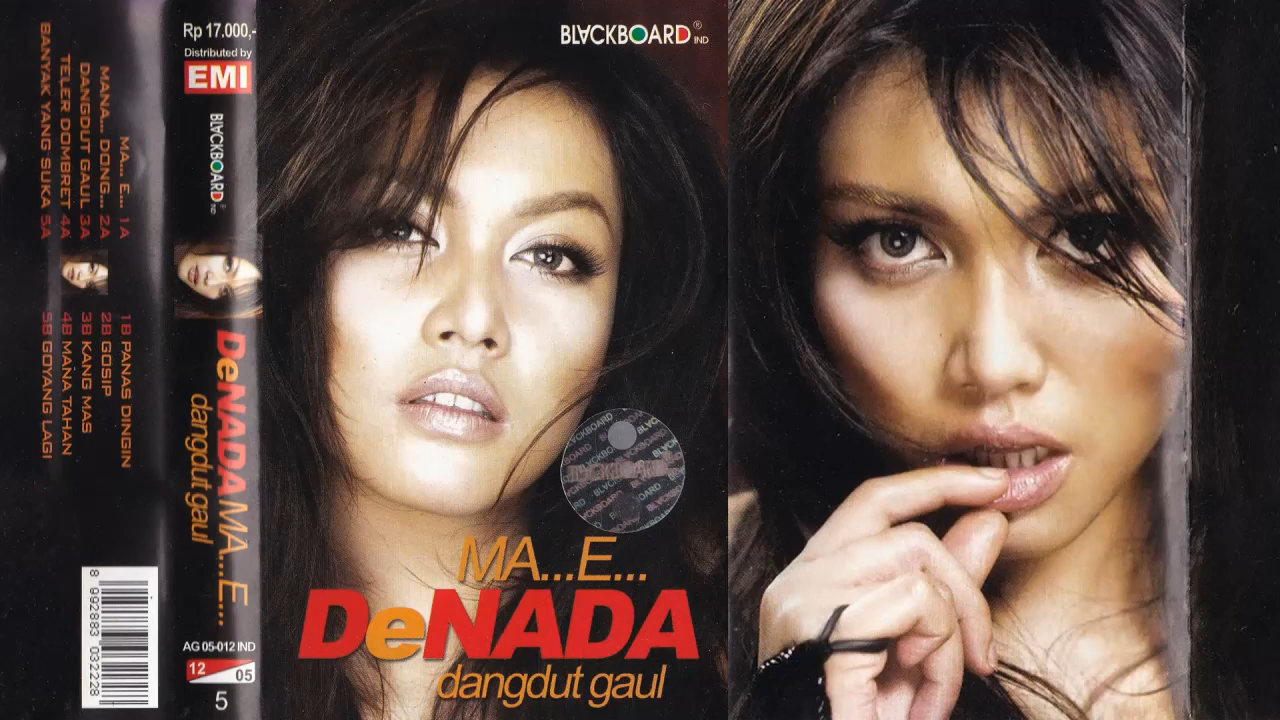 Rp 17.000,-
Distributed by
EMI
BLACKBOARD® IND
MA... E... 1A
MANA... DONG... 2A
DANGDUT GAUL 3A
TELER DOMBRET 4A
BANYAK YANG SUKA 5A
1B PANAS DINGIN
2B GOSIP
3B KANG MAS
4B MANA TAHAN
5B GOYANG LAGI
DeNADA MA...E...
dangdut gaul
8 992883 032228
AG 05-012 IND
12 05
5
BLACKBOARD® IND
BLACKBOARD
MA...E...
DeNADA
dangdut gaul